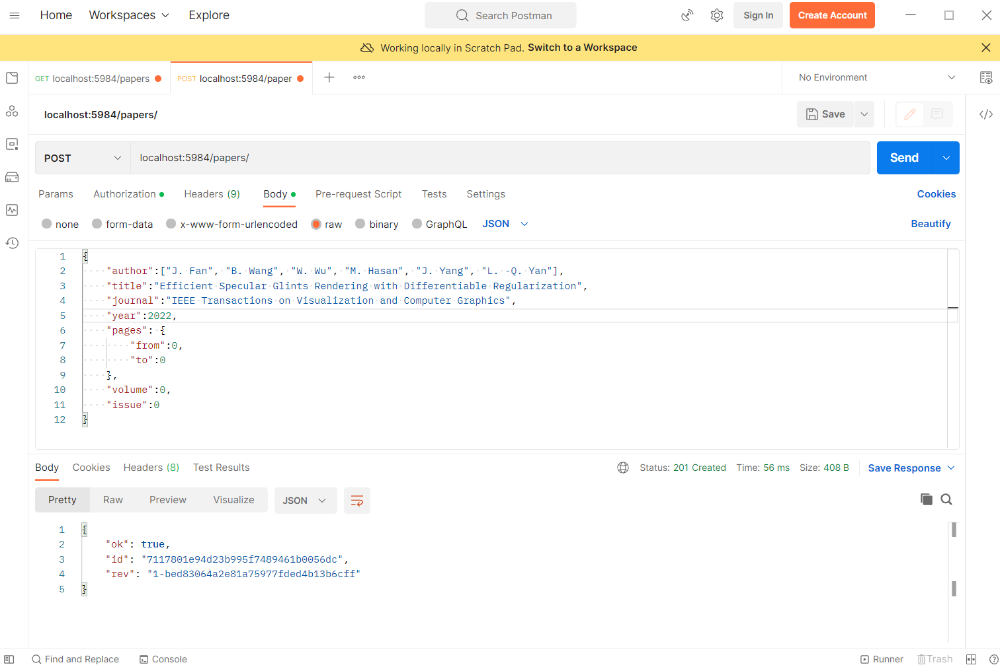 Home Workspaces Explore Search Postman Sign In Create Account
Working locally in Scratch Pad. Switch to a Workspace
GET localhost:5984/papers POST localhost:5984/paper No Environment
localhost:5984/papers/ Save
POST localhost:5984/papers/ Send
Params Authorization Headers (9) Body Pre-request Script Tests Settings Cookies
none form-data x-www-form-urlencoded raw binary GraphQL JSON Beautify
1 {
2 "author":["J. Fan", "B. Wang", "W. Wu", "M. Hasan", "J. Yang", "L. -Q. Yan"],
3 "title":"Efficient Specular Glints Rendering with Differentiable Regularization",
4 "journal":"IEEE Transactions on Visualization and Computer Graphics",
5 "year":2022,
6 "pages": {
7 "from":0,
8 "to":0
9 },
10 "volume":0,
11 "issue":0
12 }
Body Cookies Headers (8) Test Results Status: 201 Created Time: 56 ms Size: 408 B Save Response
Pretty Raw Preview Visualize JSON
1 {
2 "ok": true,
3 "id": "7117801e94d23b995f7489461b0056dc",
4 "rev": "1-bed83064a2e81a75977fded4b13b6cff"
5 }
Find and Replace Console Runner Trash